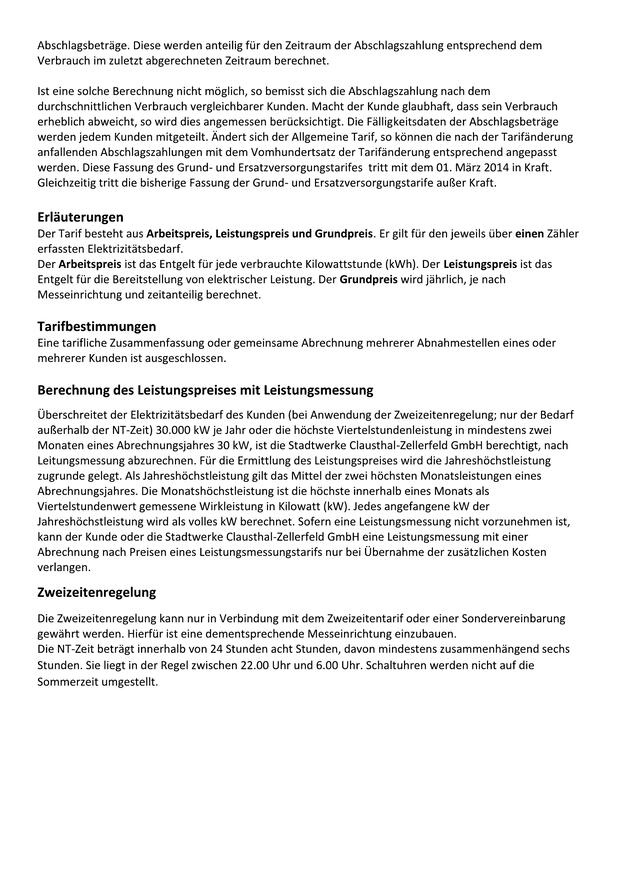 Abschlagsbeträge. Diese werden anteilig für den Zeitraum der Abschlagszahlung entsprechend dem
Verbrauch im zuletzt abgerechneten Zeitraum berechnet.
Ist eine solche Berechnung nicht möglich, so bemisst sich die Abschlagszahlung nach dem
durchschnittlichen Verbrauch vergleichbarer Kunden. Macht der Kunde glaubhaft, dass sein Verbrauch
erheblich abweicht, so wird dies angemessen berücksichtigt. Die Fälligkeitsdaten der Abschlagsbeträge
werden jedem Kunden mitgeteilt. Ändert sich der Allgemeine Tarif, so können die nach der Tarifänderung
anfallenden Abschlagszahlungen mit dem Vomhundertsatz der Tarifänderung entsprechend angepasst
werden. Diese Fassung des Grund- und Ersatzversorgungstarifes tritt mit dem 01. März 2014 in Kraft.
Gleichzeitig tritt die bisherige Fassung der Grund- und Ersatzversorgungstarife außer Kraft.
Erläuterungen
Der Tarif besteht aus Arbeitspreis, Leistungspreis und Grundpreis. Er gilt für den jeweils über einen Zähler
erfassten Elektrizitätsbedarf.
Der Arbeitspreis ist das Entgelt für jede verbrauchte Kilowattstunde (kWh). Der Leistungspreis ist das
Entgelt für die Bereitstellung von elektrischer Leistung. Der Grundpreis wird jährlich, je nach
Messeinrichtung und zeitanteilig berechnet.
Tarifbestimmungen
Eine tarifliche Zusammenfassung oder gemeinsame Abrechnung mehrerer Abnahmestellen eines oder
mehrerer Kunden ist ausgeschlossen.
Berechnung des Leistungspreises mit Leistungsmessung
Überschreitet der Elektrizitätsbedarf des Kunden (bei Anwendung der Zweizeitenregelung; nur der Bedarf
außerhalb der NT-Zeit) 30.000 kW je Jahr oder die höchste Viertelstundenleistung in mindestens zwei
Monaten eines Abrechnungsjahres 30 kW, ist die Stadtwerke Clausthal-Zellerfeld GmbH berechtigt, nach
Leitungsmessung abzurechnen. Für die Ermittlung des Leistungspreises wird die Jahreshöchstleistung
zugrunde gelegt. Als Jahreshöchstleistung gilt das Mittel der zwei höchsten Monatsleistungen eines
Abrechnungsjahres. Die Monatshöchstleistung ist die höchste innerhalb eines Monats als
Viertelstundenwert gemessene Wirkleistung in Kilowatt (kW). Jedes angefangene kW der
Jahreshöchstleistung wird als volles kW berechnet. Sofern eine Leistungsmessung nicht vorzunehmen ist,
kann der Kunde oder die Stadtwerke Clausthal-Zellerfeld GmbH eine Leistungsmessung mit einer
Abrechnung nach Preisen eines Leistungsmessungstarifs nur bei Übernahme der zusätzlichen Kosten
verlangen.
Zweizeitenregelung
Die Zweizeitenregelung kann nur in Verbindung mit dem Zweizeitentarif oder einer Sondervereinbarung
gewährt werden. Hierfür ist eine dementsprechende Messeinrichtung einzubauen.
Die NT-Zeit beträgt innerhalb von 24 Stunden acht Stunden, davon mindestens zusammenhängend sechs
Stunden. Sie liegt in der Regel zwischen 22.00 Uhr und 6.00 Uhr. Schaltuhren werden nicht auf die
Sommerzeit umgestellt.